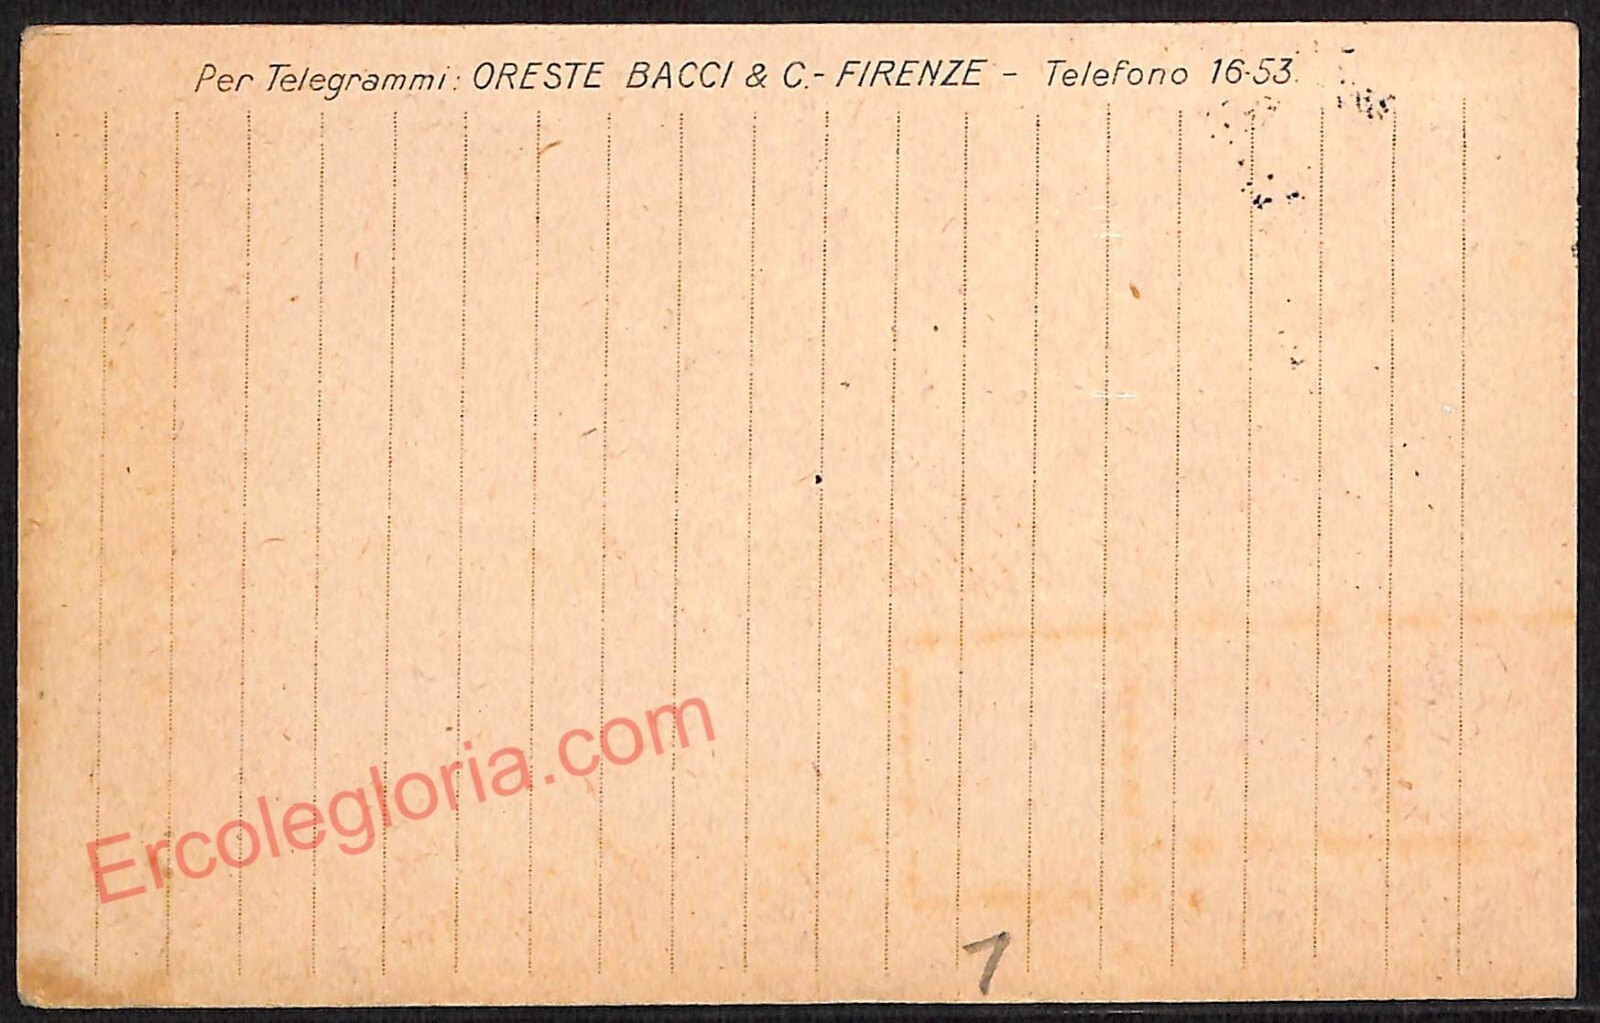 Per Telegrammi: ORESTE BACCI & C.- FIRENZE - Telefono 16-53.
Ercolegloria.com
1